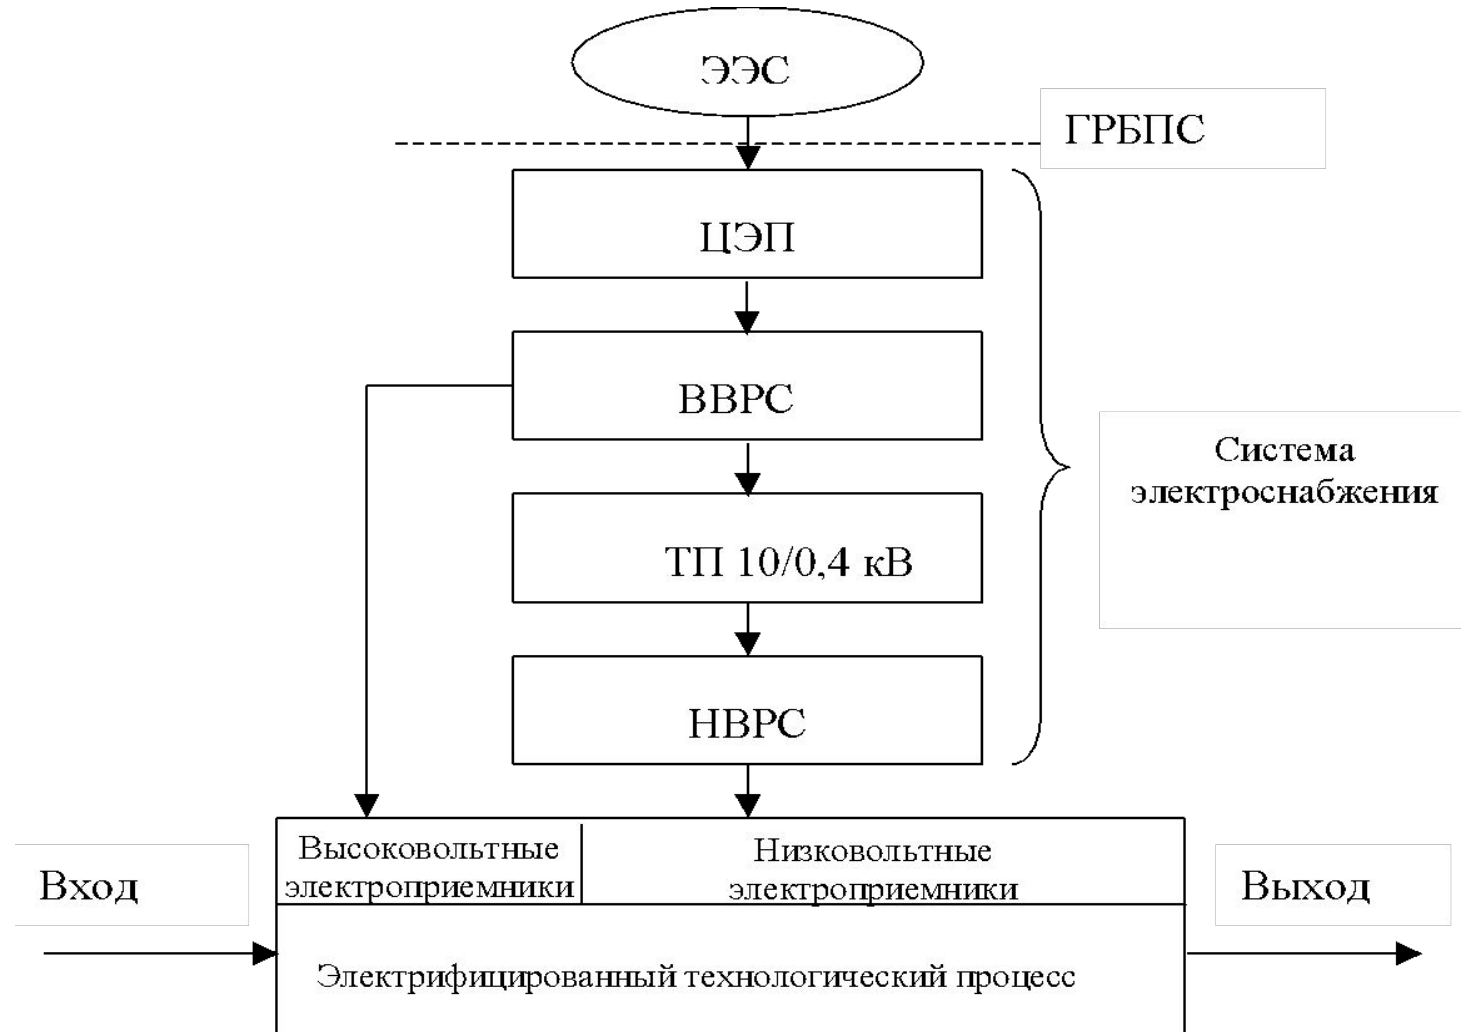 ЭЭС
ГРБПС
ЦЭП
ВВРС
Система
электроснабжения
ТП 10/0,4 кВ
НВРС
Высоковольтные
электроприемники
Низковольтные
электроприемники
Вход
Выход
Электрифицированный технологический процесс